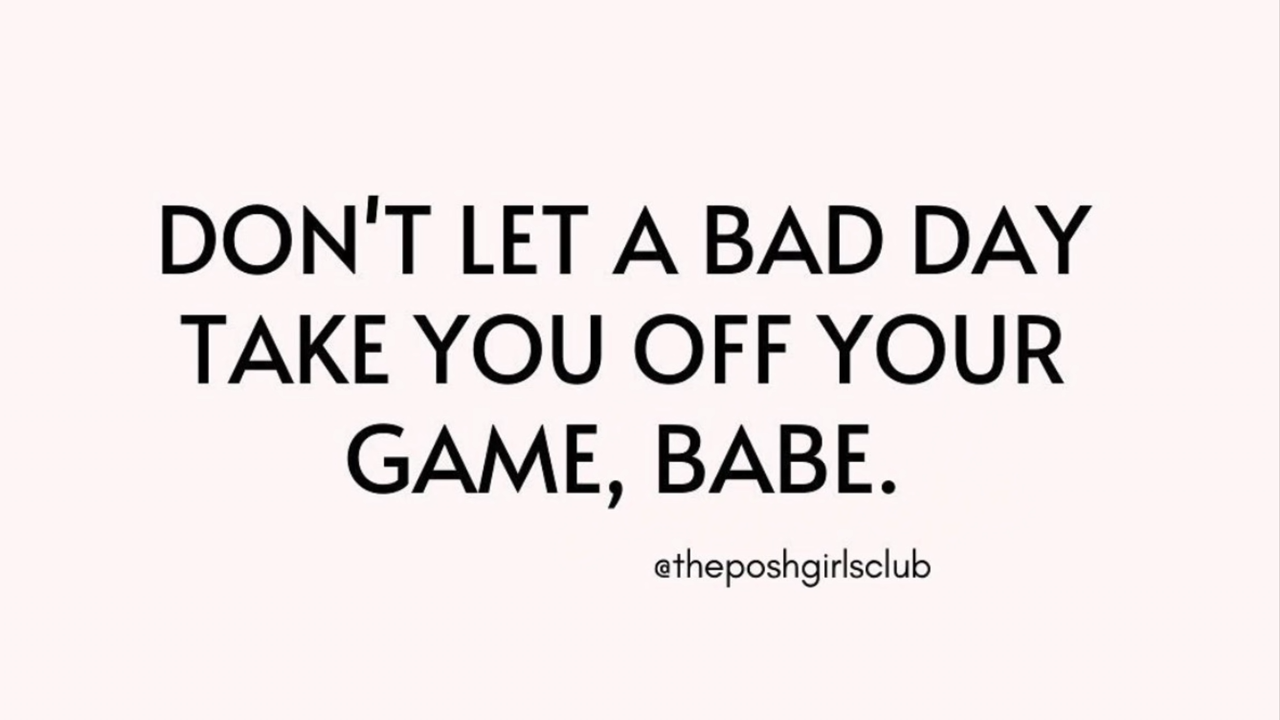 DON'T LET A BAD DAY
TAKE YOU OFF YOUR
GAME, BABE.
@theposhgirlsclub